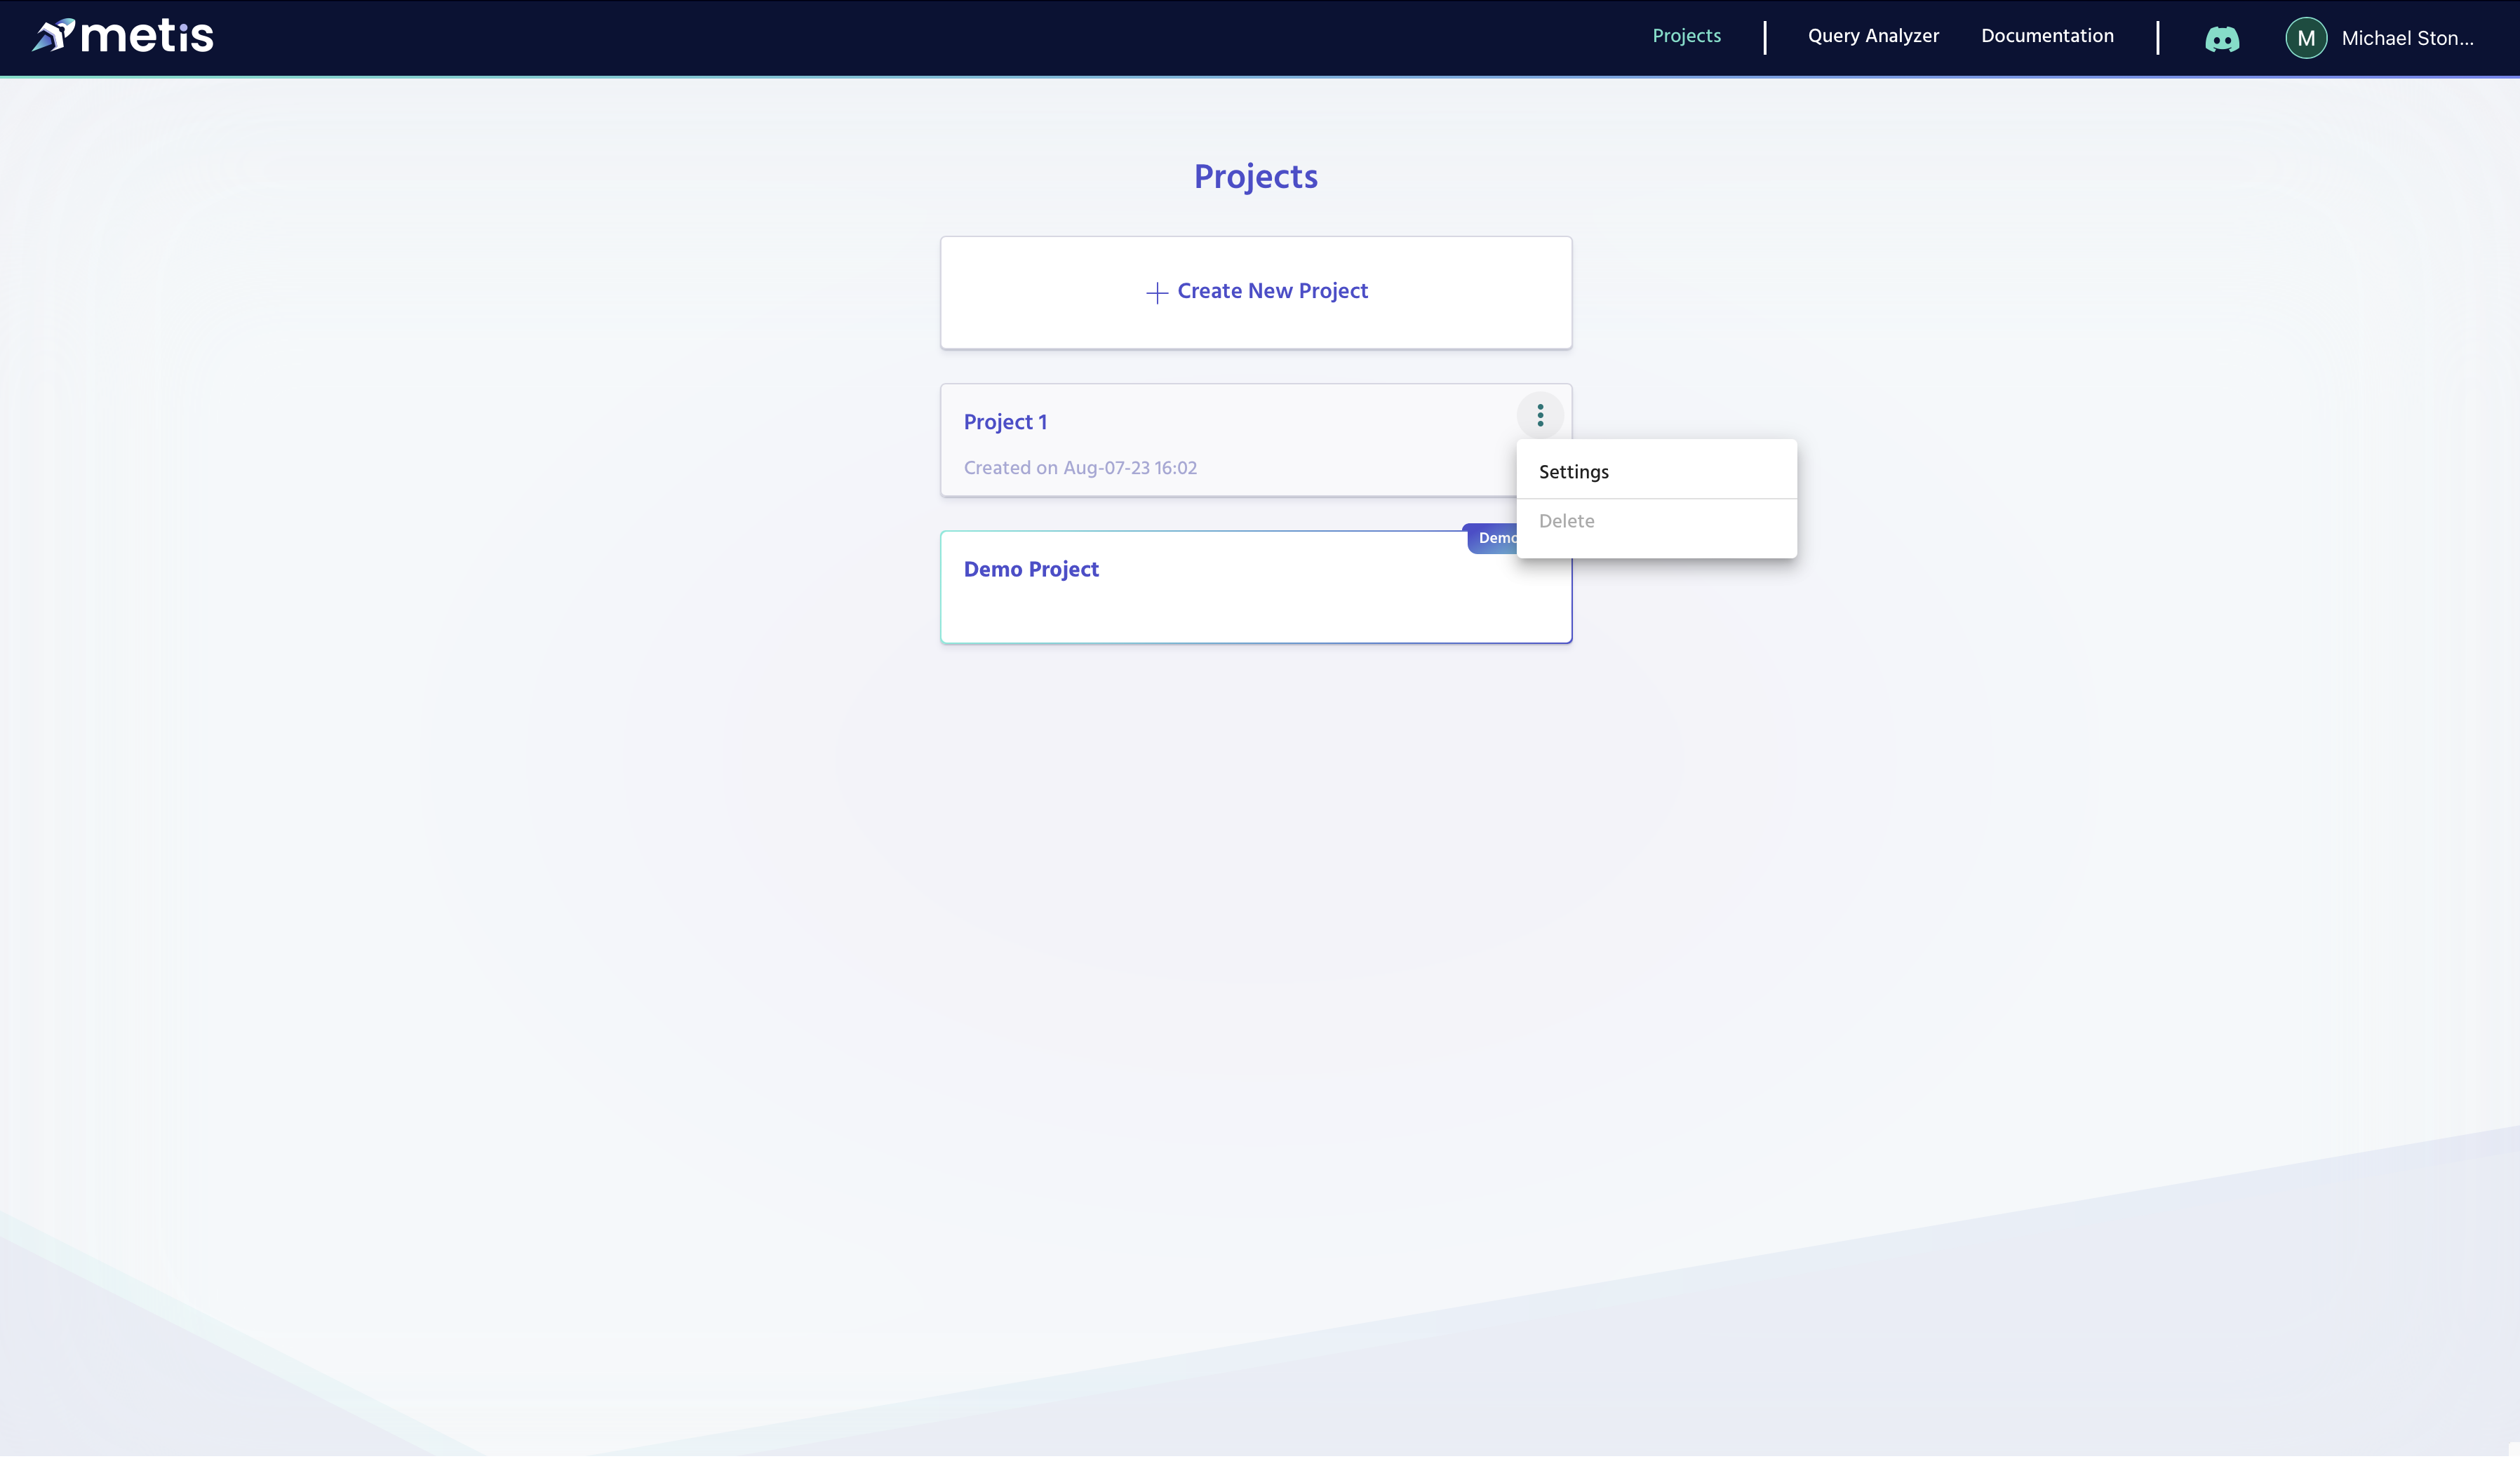 metis
Projects
Query Analyzer
Documentation
M
Michael Ston...
Projects
Create New Project
Project 1
Created on Aug-07-23 16:02
Settings
Delete
Demo
Demo Project